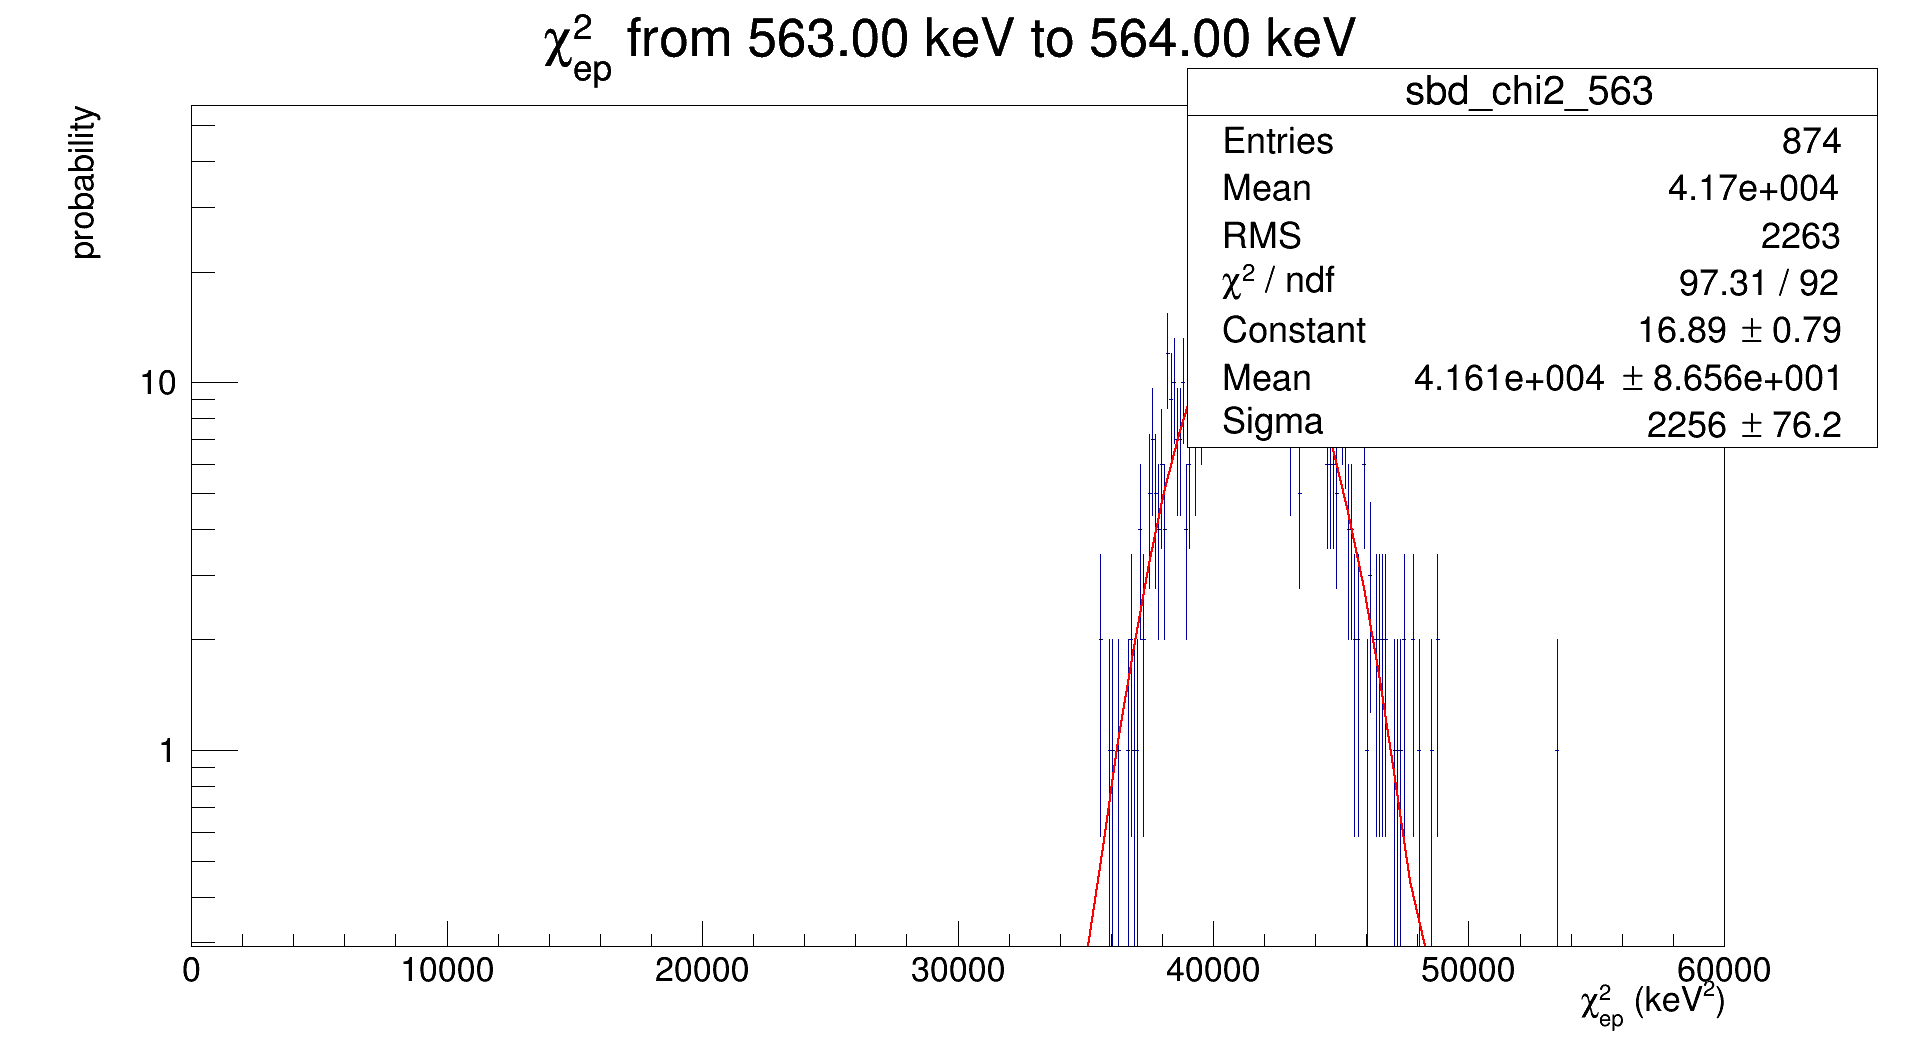 χ²ep from 563.00 keV to 564.00 keV
probability
sbd_chi2_563
Entries 874
Mean 4.17e+004
RMS 2263
χ² / ndf 97.31 / 92
Constant 16.89 ± 0.79
Mean 4.161e+004 ± 8.656e+001
Sigma 2256 ± 76.2
10
1
0 10000 20000 30000 40000 50000 60000
χ²ep (keV²)